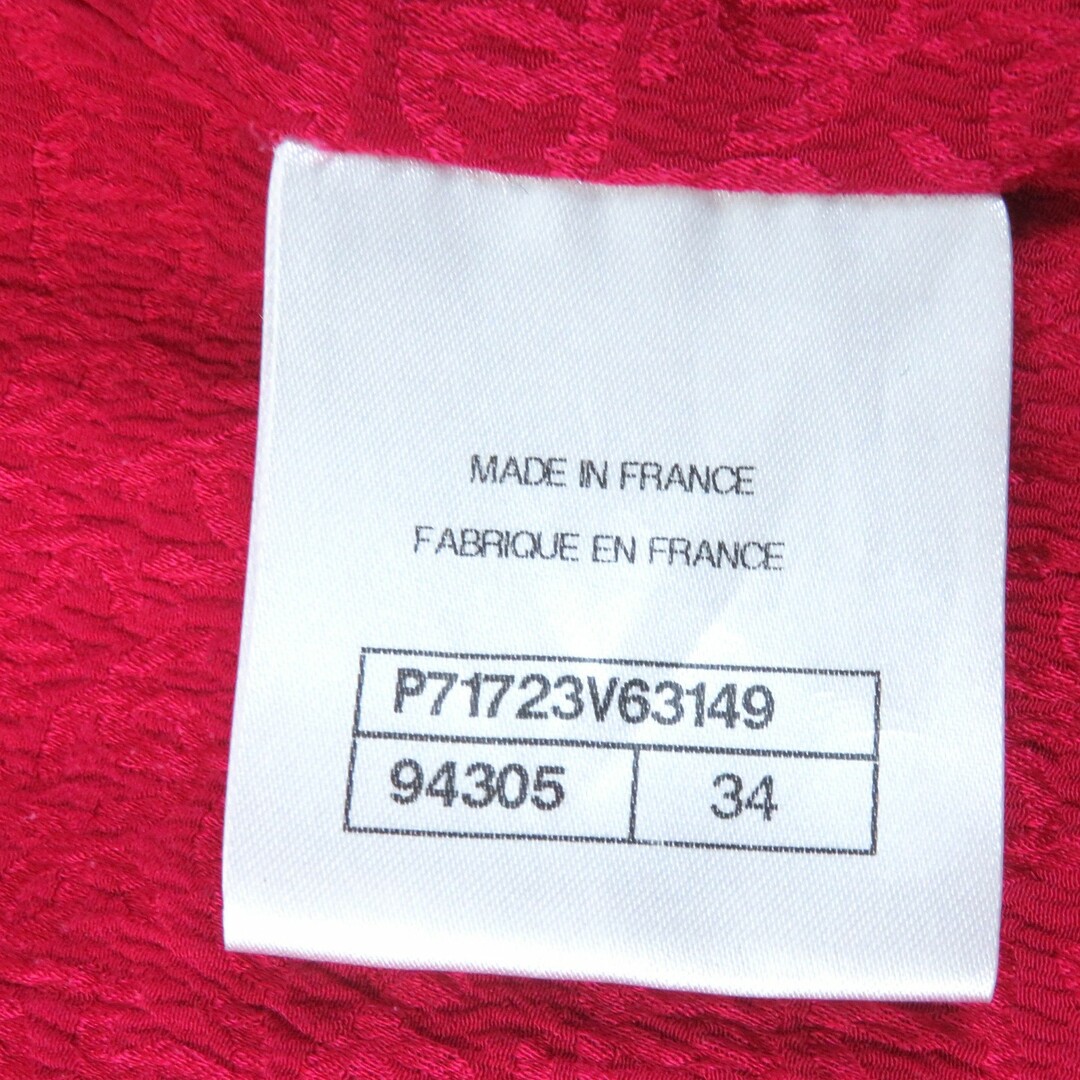 MADE IN FRANCE
FABRIQUE EN FRANCE
P71723V63149
94305 34